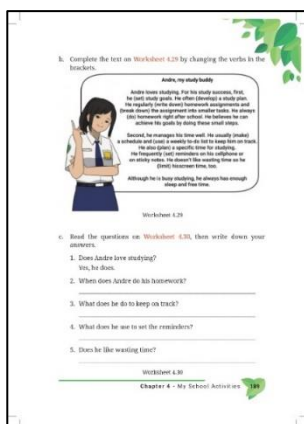 b. Complete the text on Worksheet 4.29 by changing the verbs in the
brackets.
Andre, my study buddy
Andre loves studying. For his study success, first,
he (set) study goals. He often (develop) a study plan.
He regularly (write down) homework assignments and
(break down) the assignment into smaller tasks. He always
(do) homework right after school. He believes he can
achieve his goals by doing these small steps.
Second, he manages his time well. He usually (make)
a schedule and (use) a weekly to do list to keep him on track.
He also (plan) a specific time for studying.
He frequently (set) reminders on his cellphone or
on sticky notes. He doesn't like wasting time so he
(limit) his screen time, too.
Although he is busy studying, he always has enough
sleep and free time.
Worksheet 4.29
c. Read the questions on Worksheet 4.30, then write down your
answers.
1. Does Andre love studying?
Yes, he does.
2. When does Andre do his homework?
3. What does he do to keep on track?
4. What does he use to set the reminders?
5. Does he like wasting time?
Worksheet 4.30
Chapter 4 - My School Activities 189